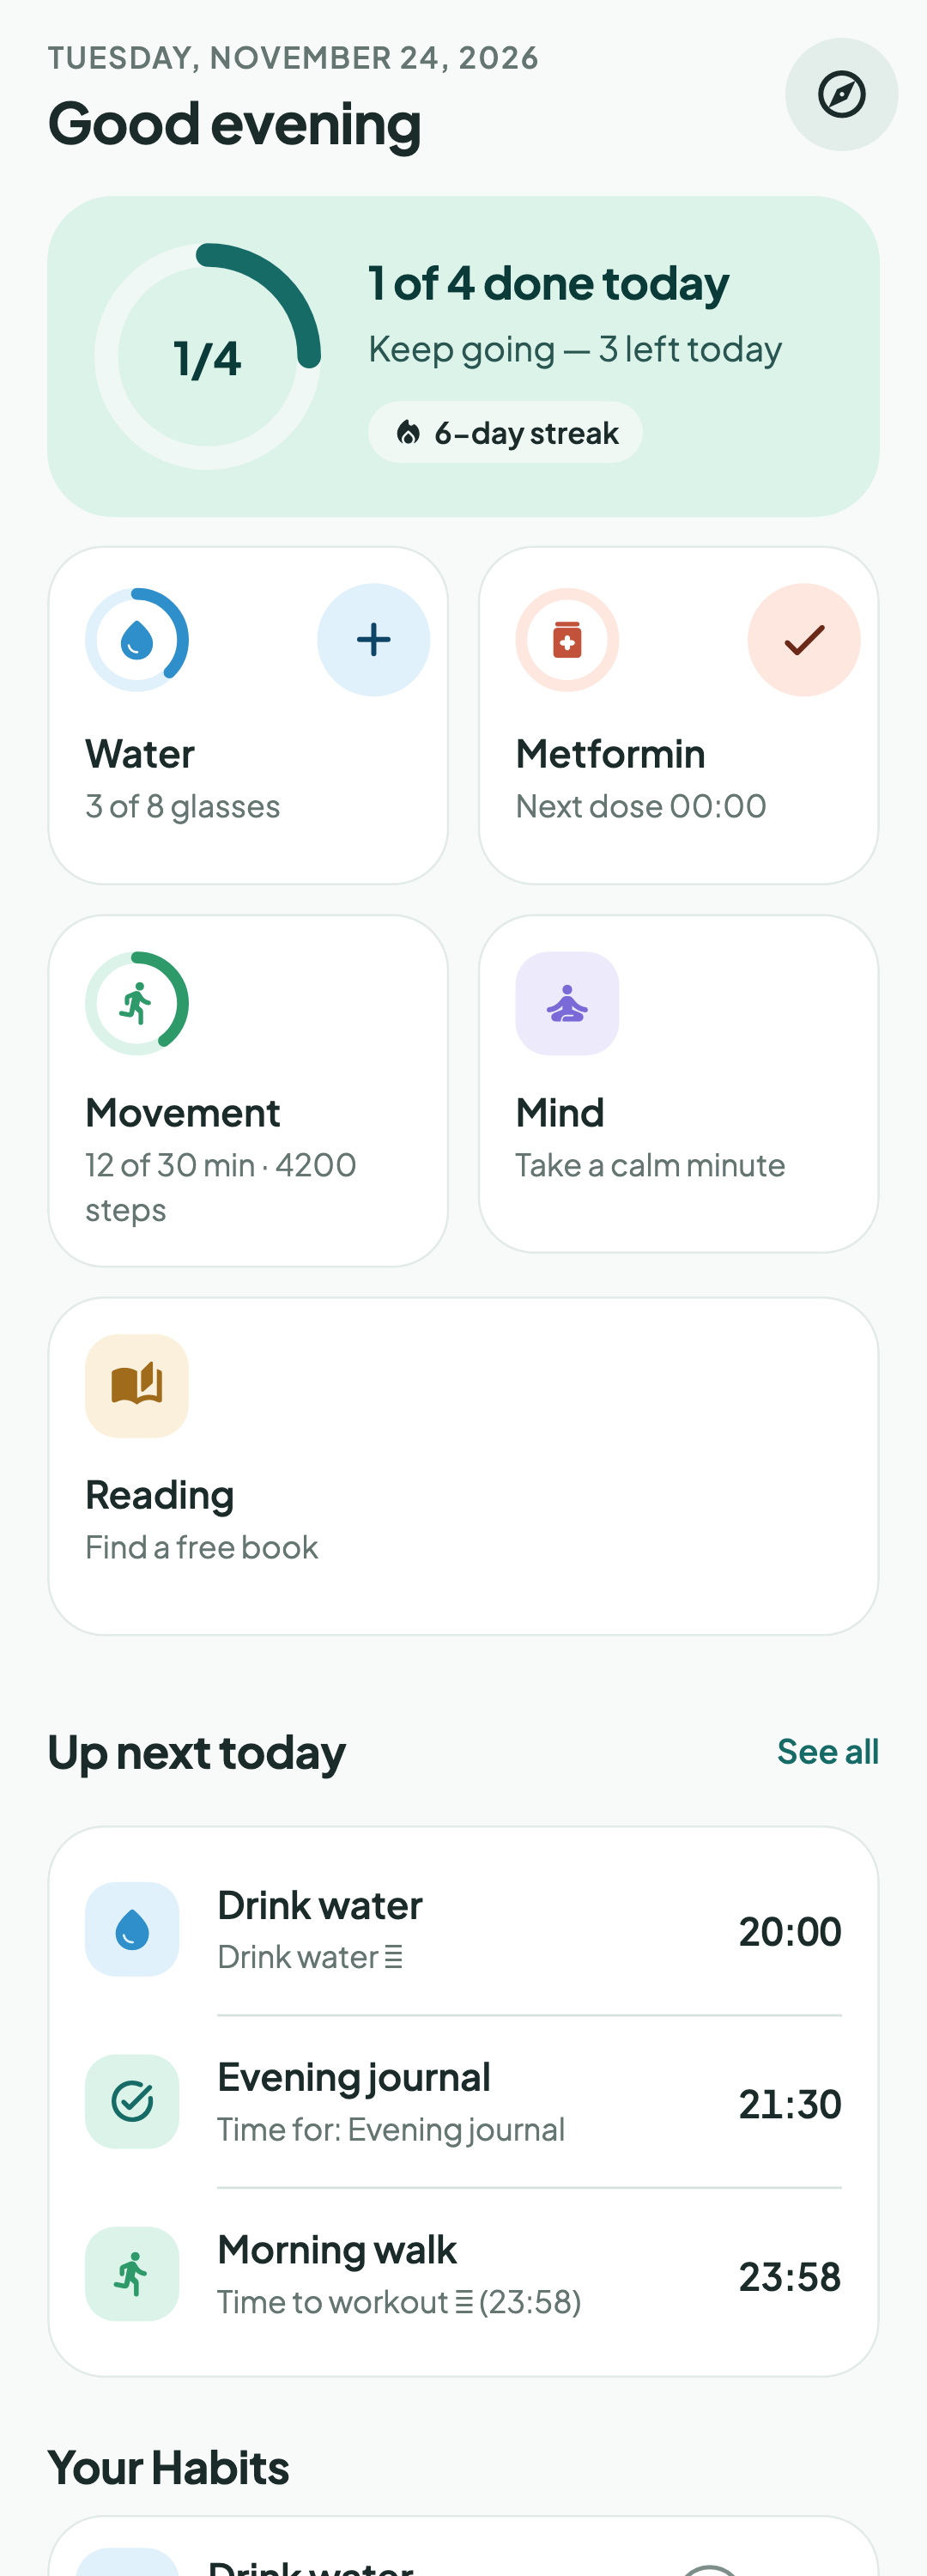 TUESDAY, NOVEMBER 24, 2026
Good evening
1/4
1 of 4 done today
Keep going — 3 left today
6-day streak
Water
3 of 8 glasses
Metformin
Next dose 00:00
Movement
12 of 30 min · 4200
steps
Mind
Take a calm minute
Reading
Find a free book
Up next today
See all
Drink water
Drink water
20:00
Evening journal
Time for: Evening journal
21:30
Morning walk
Time to workout (23:58)
23:58
Your Habits
Drink water